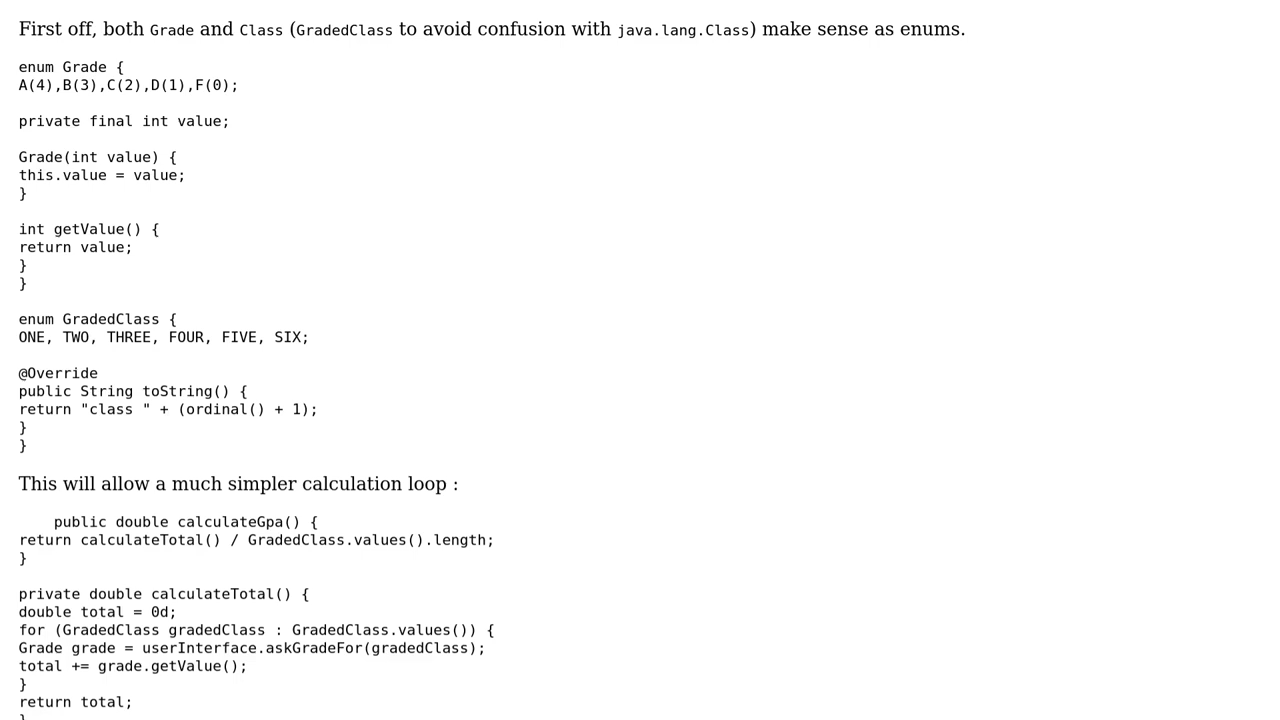 First off, both Grade and Class (GradedClass to avoid confusion with java.lang.Class) make sense as enums.
enum Grade {
A(4),B(3),C(2),D(1),F(0);
private final int value;
Grade(int value) {
this.value = value;
}
int getValue() {
return value;
}
}
enum GradedClass {
ONE, TWO, THREE, FOUR, FIVE, SIX;
@Override
public String toString() {
return "class " + (ordinal() + 1);
}
}
This will allow a much simpler calculation loop :
public double calculateGpa() {
return calculateTotal() / GradedClass.values().length;
}
private double calculateTotal() {
double total = 0d;
for (GradedClass gradedClass : GradedClass.values()) {
Grade grade = userInterface.askGradeFor(gradedClass);
total += grade.getValue();
}
return total;
}